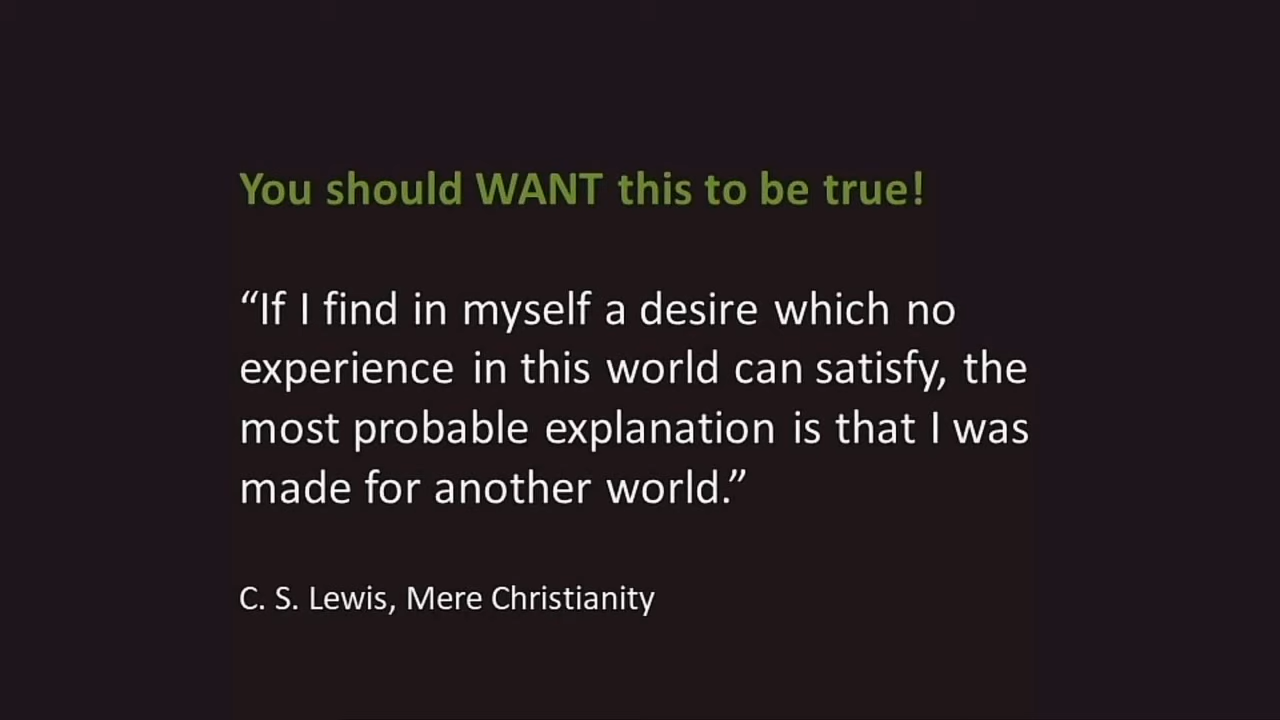 You should WANT this to be true!
“If I find in myself a desire which no
experience in this world can satisfy, the
most probable explanation is that I was
made for another world.”
C. S. Lewis, Mere Christianity